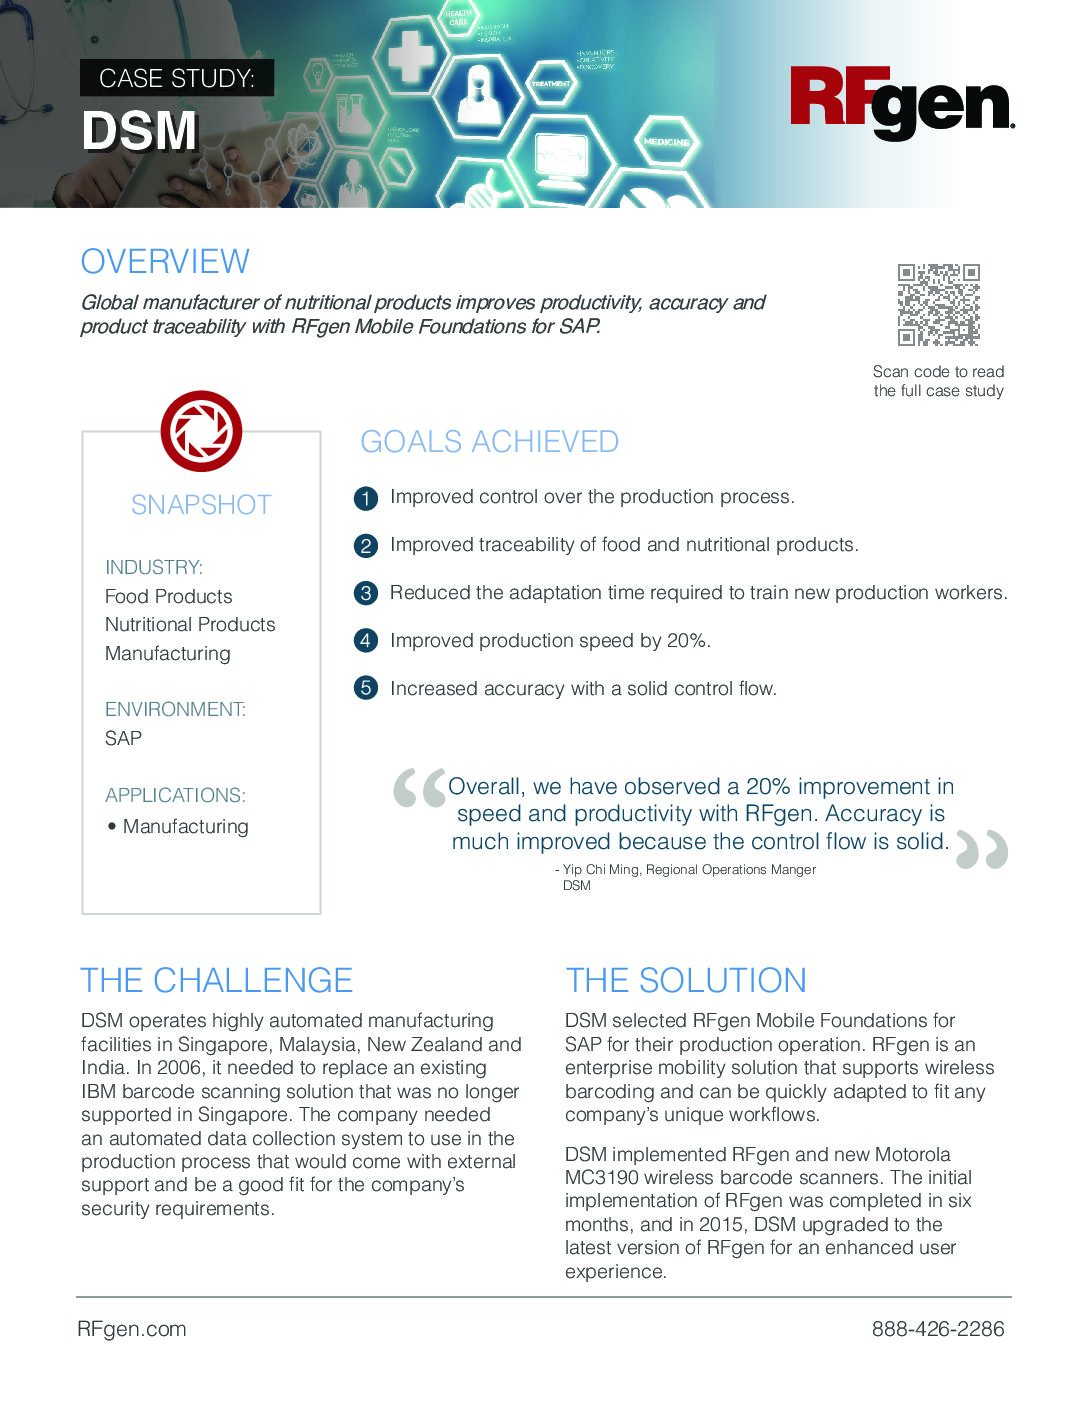 HEALTH
CARE
TREATMENT
MEDICINE
CASE STUDY:
DSM
RFgen.
OVERVIEW
Global manufacturer of nutritional products improves productivity, accuracy and
product traceability with RFgen Mobile Foundations for SAP.
Scan code to read
the full case study
SNAPSHOT
INDUSTRY:
Food Products
Nutritional Products
Manufacturing
ENVIRONMENT:
SAP
APPLICATIONS:
• Manufacturing
GOALS ACHIEVED
1 Improved control over the production process.
2 Improved traceability of food and nutritional products.
3 Reduced the adaptation time required to train new production workers.
4 Improved production speed by 20%.
5 Increased accuracy with a solid control flow.
“Overall, we have observed a 20% improvement in
speed and productivity with RFgen. Accuracy is
much improved because the control flow is solid.”
- Yip Chi Ming, Regional Operations Manger
DSM
THE CHALLENGE
DSM operates highly automated manufacturing
facilities in Singapore, Malaysia, New Zealand and
India. In 2006, it needed to replace an existing
IBM barcode scanning solution that was no longer
supported in Singapore. The company needed
an automated data collection system to use in the
production process that would come with external
support and be a good fit for the company’s
security requirements.
THE SOLUTION
DSM selected RFgen Mobile Foundations for
SAP for their production operation. RFgen is an
enterprise mobility solution that supports wireless
barcoding and can be quickly adapted to fit any
company’s unique workflows.
DSM implemented RFgen and new Motorola
MC3190 wireless barcode scanners. The initial
implementation of RFgen was completed in six
months, and in 2015, DSM upgraded to the
latest version of RFgen for an enhanced user
experience.
RFgen.com
888-426-2286